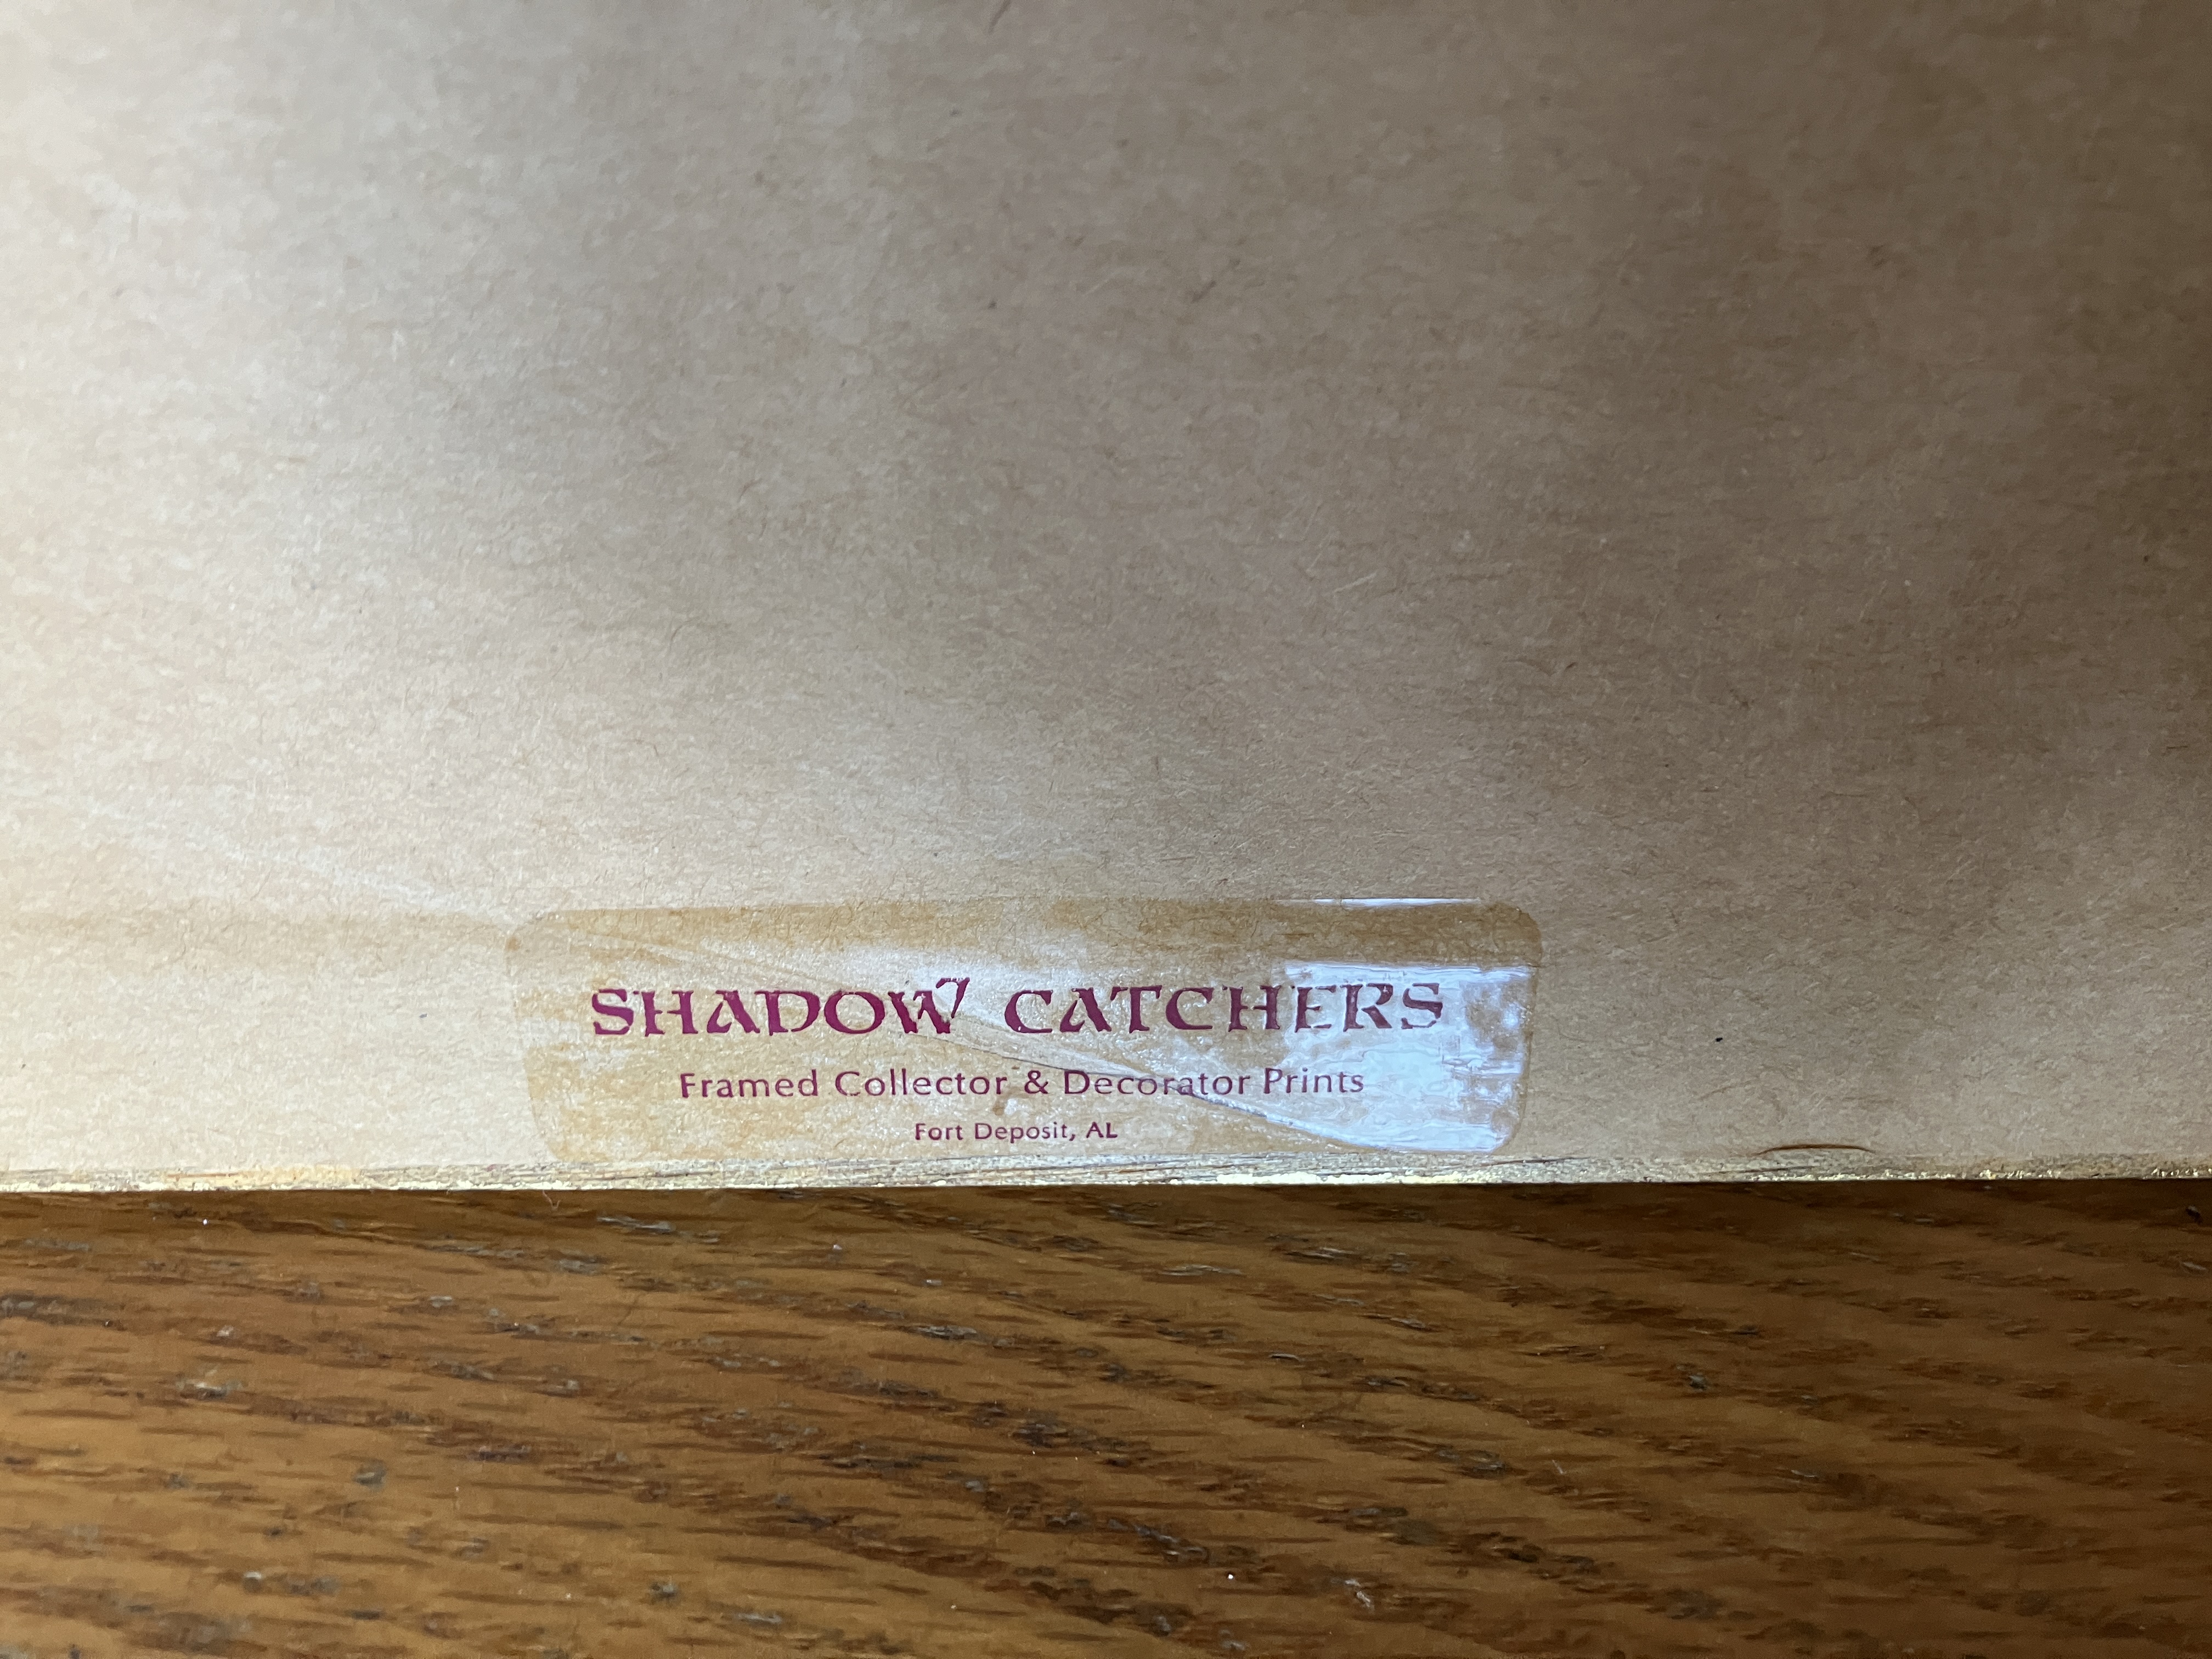 SHADOW CATCHERS
Framed Collector & Decorator Prints
Fort Deposit, AL